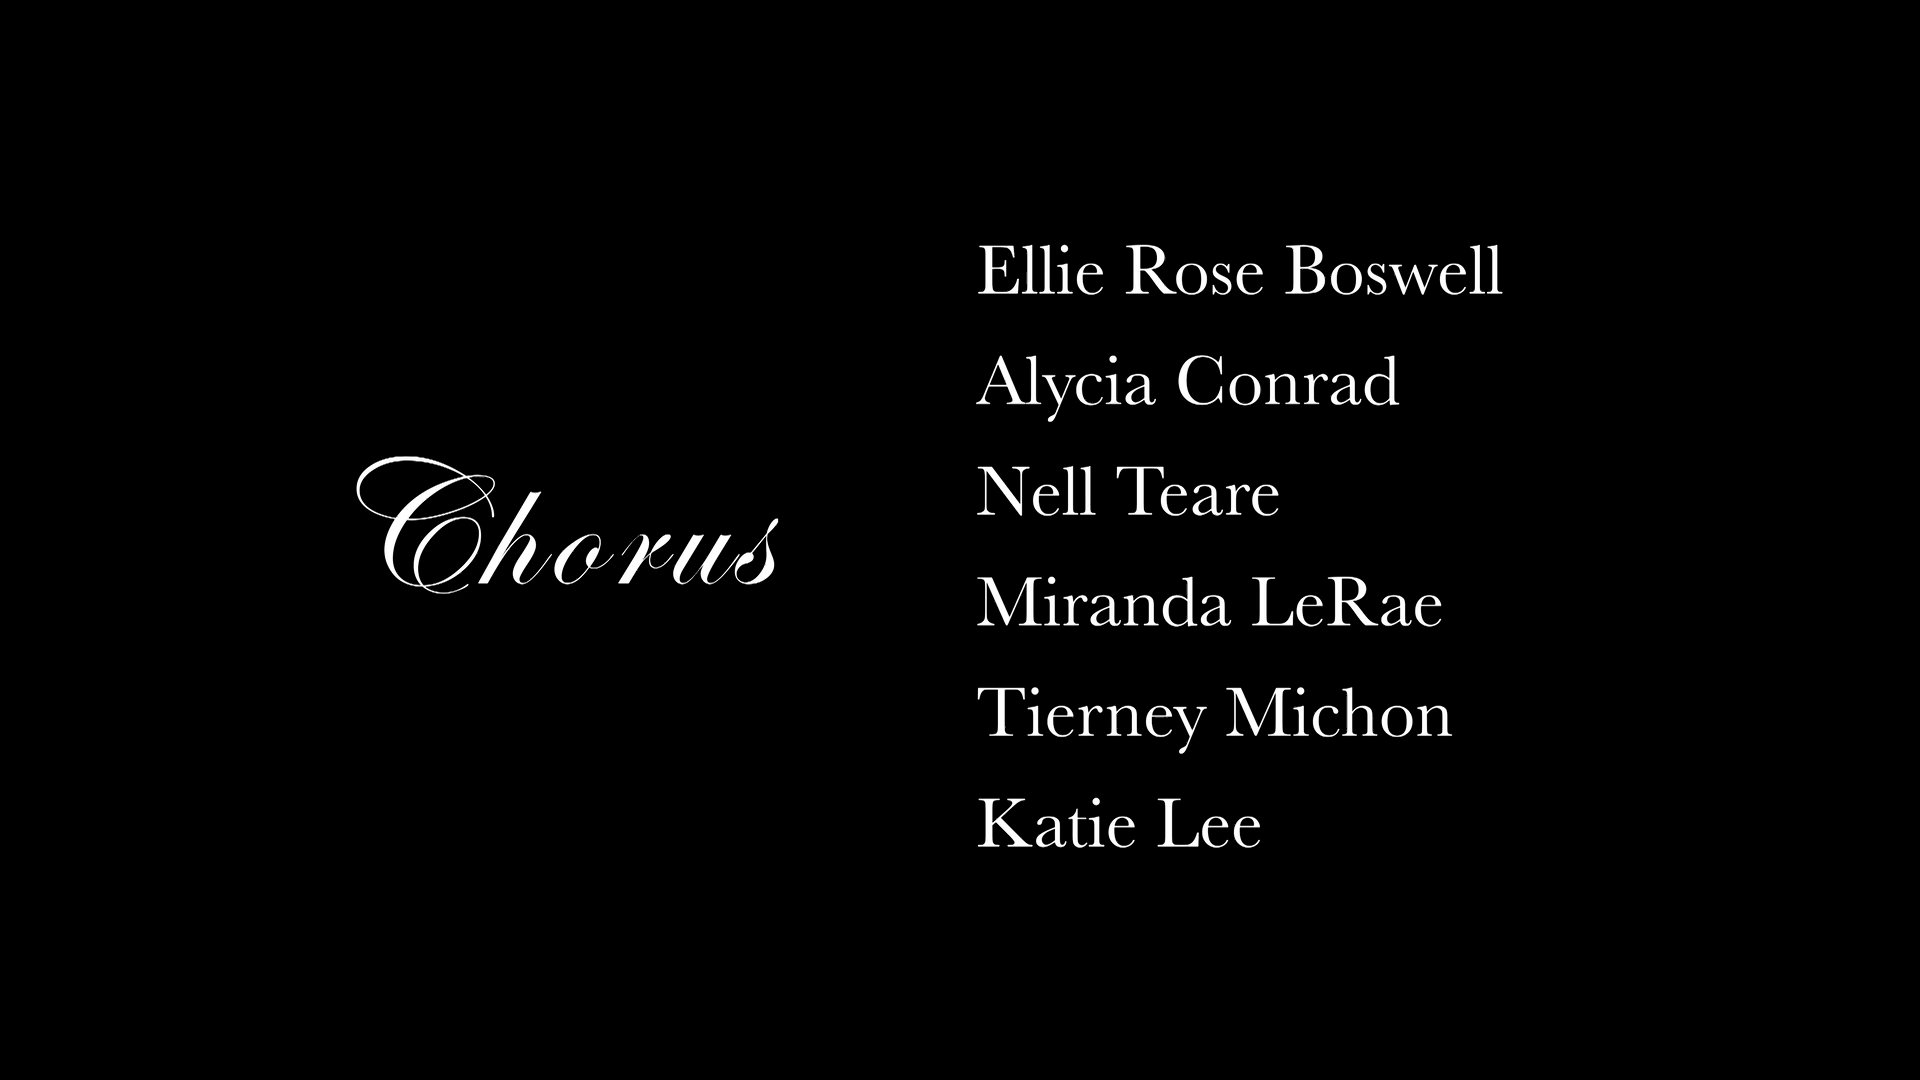 Chorus
Ellie Rose Boswell
Alycia Conrad
Nell Teare
Miranda LeRae
Tierney Michon
Katie Lee